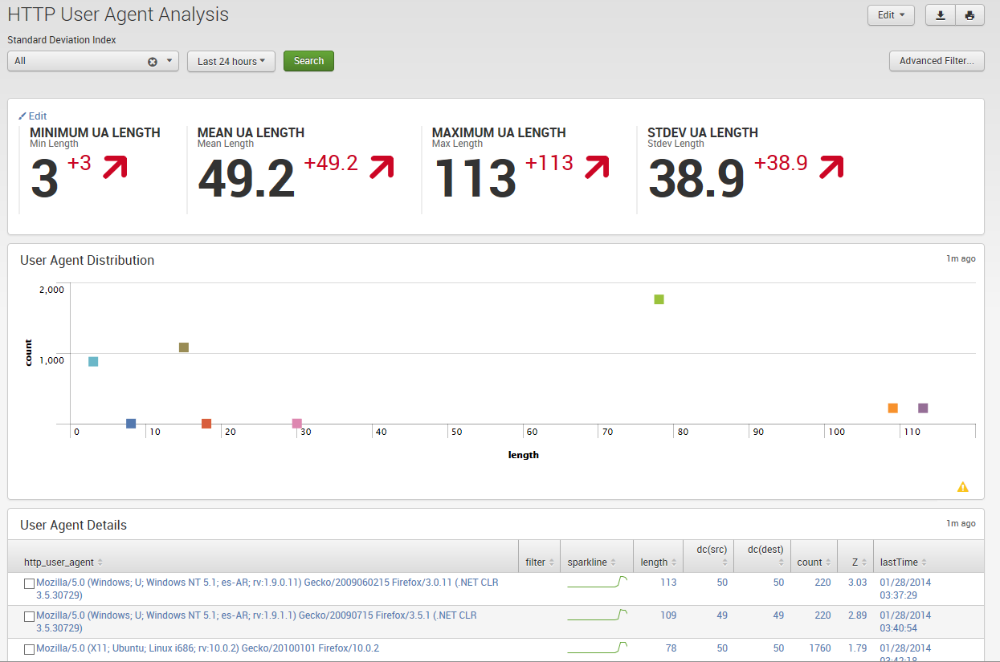 HTTP User Agent Analysis
Edit
Standard Deviation Index
All
Last 24 hours
Search
Advanced Filter...
Edit
MINIMUM UA LENGTH
Min Length
3
+3
MEAN UA LENGTH
Mean Length
49.2
+49.2
MAXIMUM UA LENGTH
Max Length
113
+113
STDEV UA LENGTH
Stdev Length
38.9
+38.9
User Agent Distribution
1m ago
2,000
1,000
count
0 10 20 30 40 50 60 70 80 90 100 110
length
User Agent Details
1m ago
http_user_agent filter sparkline length dc(src) dc(dest) count Z lastTime
Mozilla/5.0 (Windows; U; Windows NT 5.1; es-AR; rv:1.9.0.11) Gecko/2009060215 Firefox/3.0.11 (.NET CLR 113 50 50 220 3.03 01/28/2014
3.5.30729) 03:37:29
Mozilla/5.0 (Windows; U; Windows NT 5.1; es-AR; rv:1.9.1.1) Gecko/20090715 Firefox/3.5.1 (.NET CLR 109 49 49 220 2.89 01/28/2014
3.5.30729) 03:40:54
Mozilla/5.0 (X11; Ubuntu; Linux i686; rv:10.0.2) Gecko/20100101 Firefox/10.0.2 78 50 50 1760 1.79 01/28/2014
03:42:18